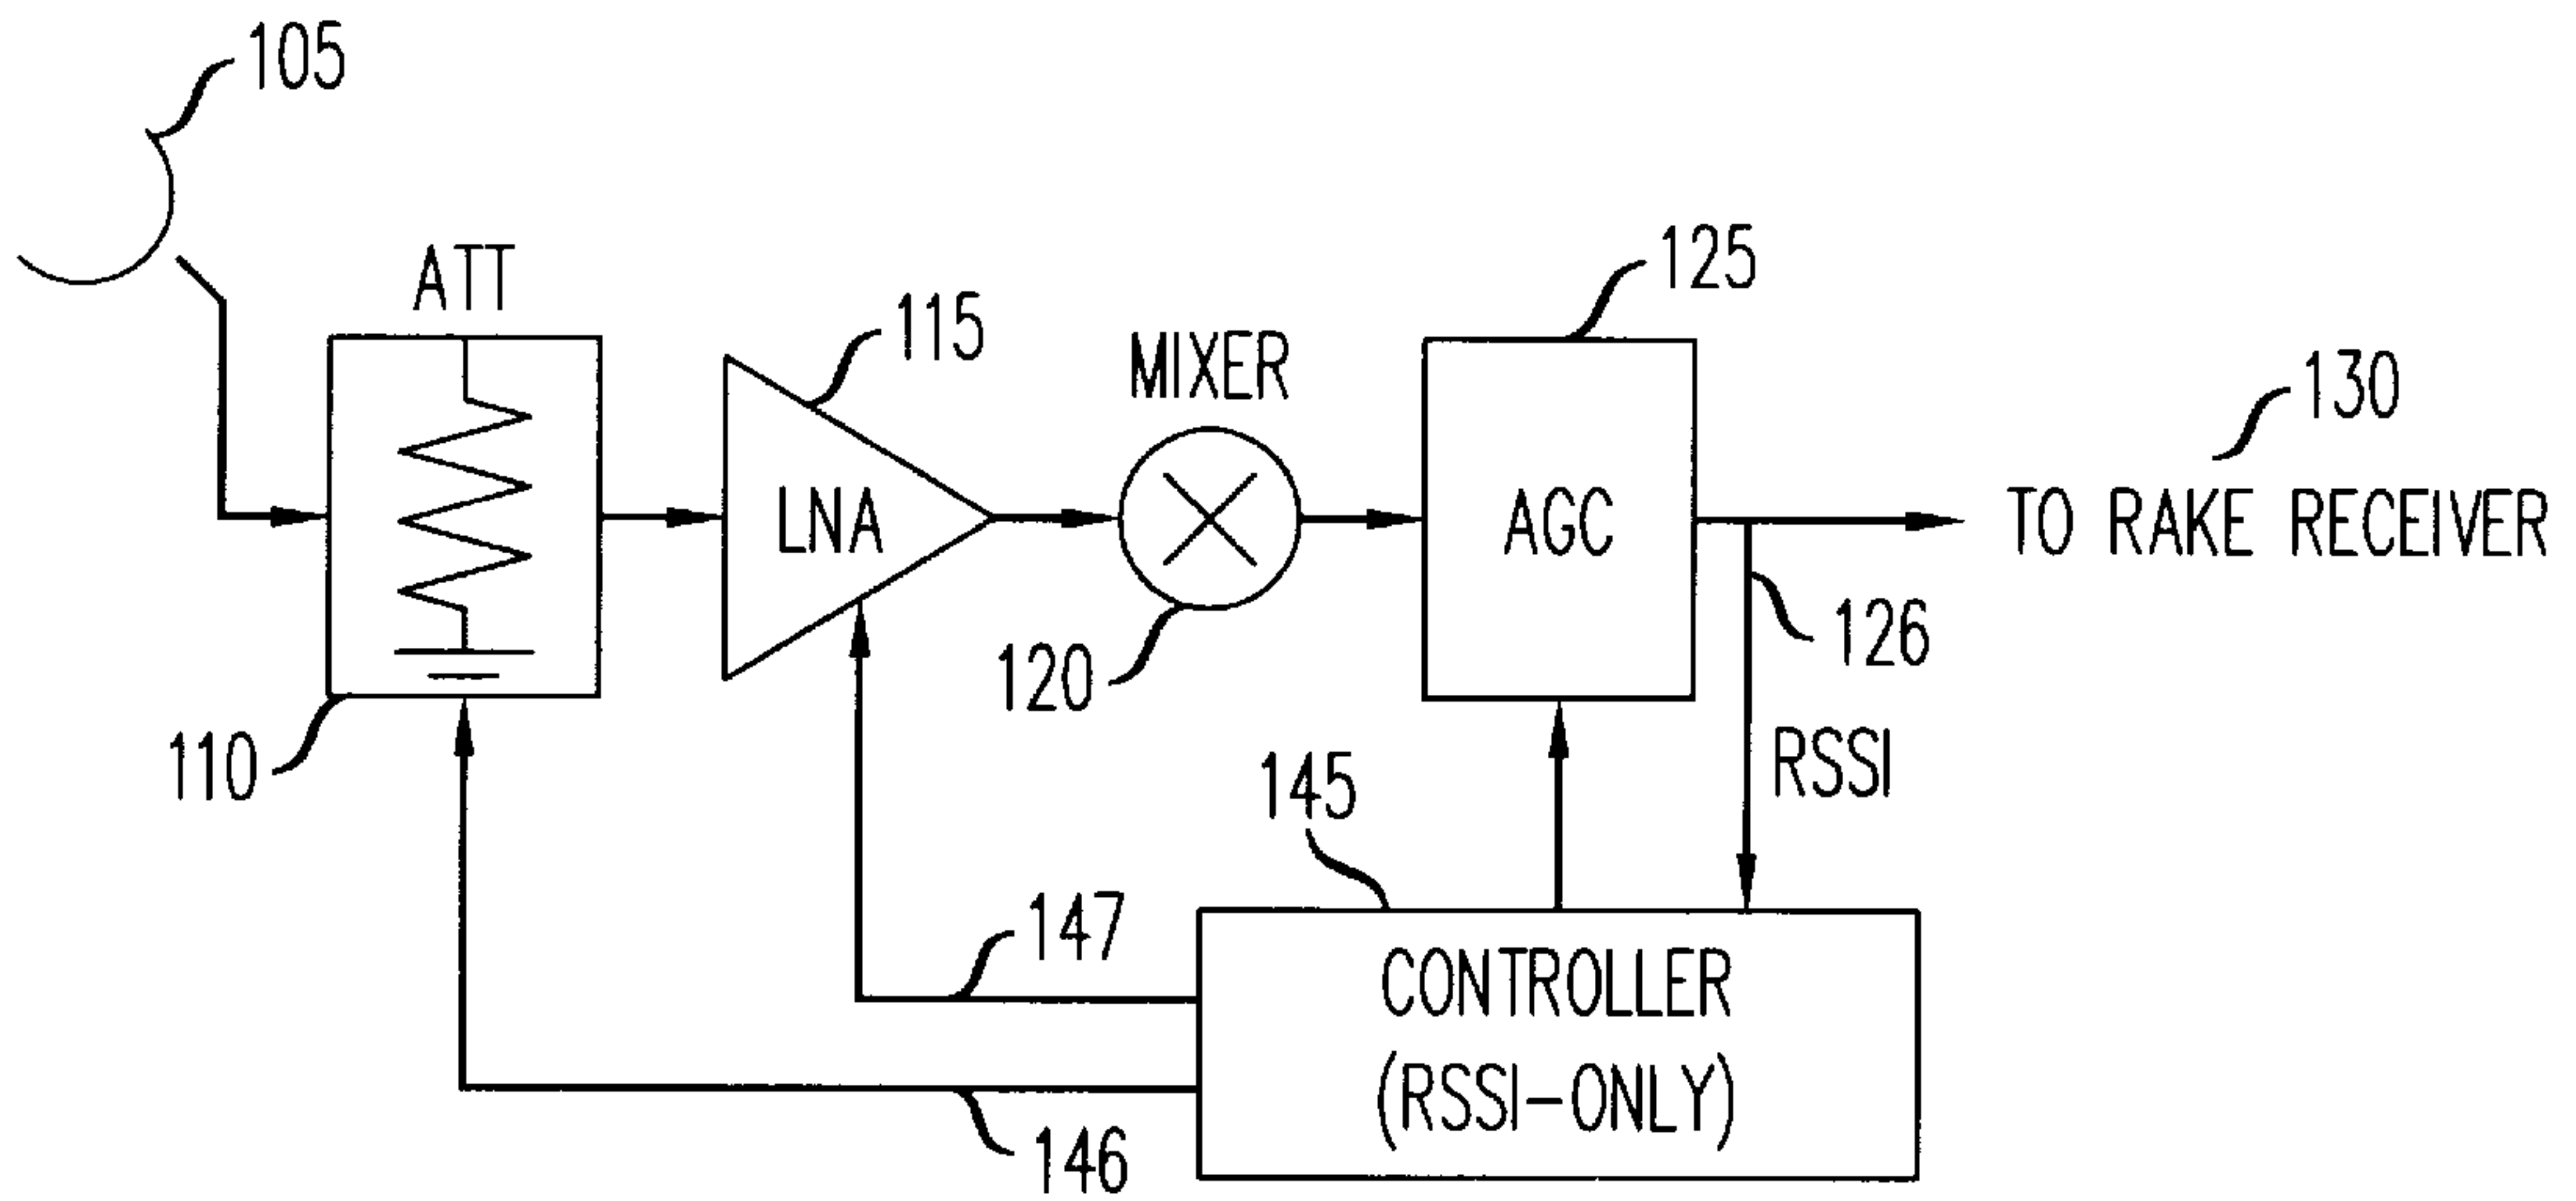 105
ATT
125
115
MIXER
130
LNA
AGC
TO RAKE RECEIVER
126
120
110
RSSI
145
147
CONTROLLER
(RSSI-ONLY)
146